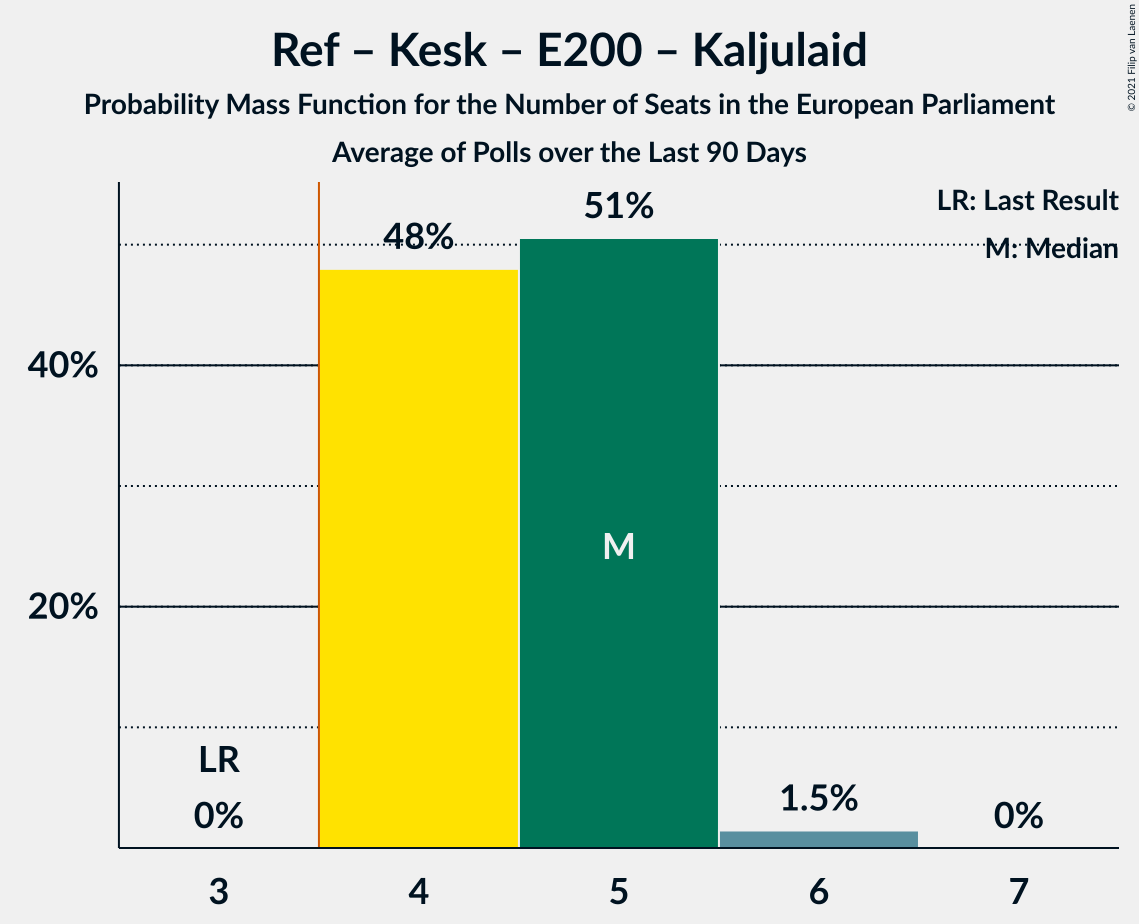 Ref – Kesk – E200 – Kaljulaid
Probability Mass Function for the Number of Seats in the European Parliament
Average of Polls over the Last 90 Days
© 2021 Filip van Laenen
LR: Last Result
M: Median
51%
48%
40%
M
20%
LR
0%
1.5%
0%
3 4 5 6 7